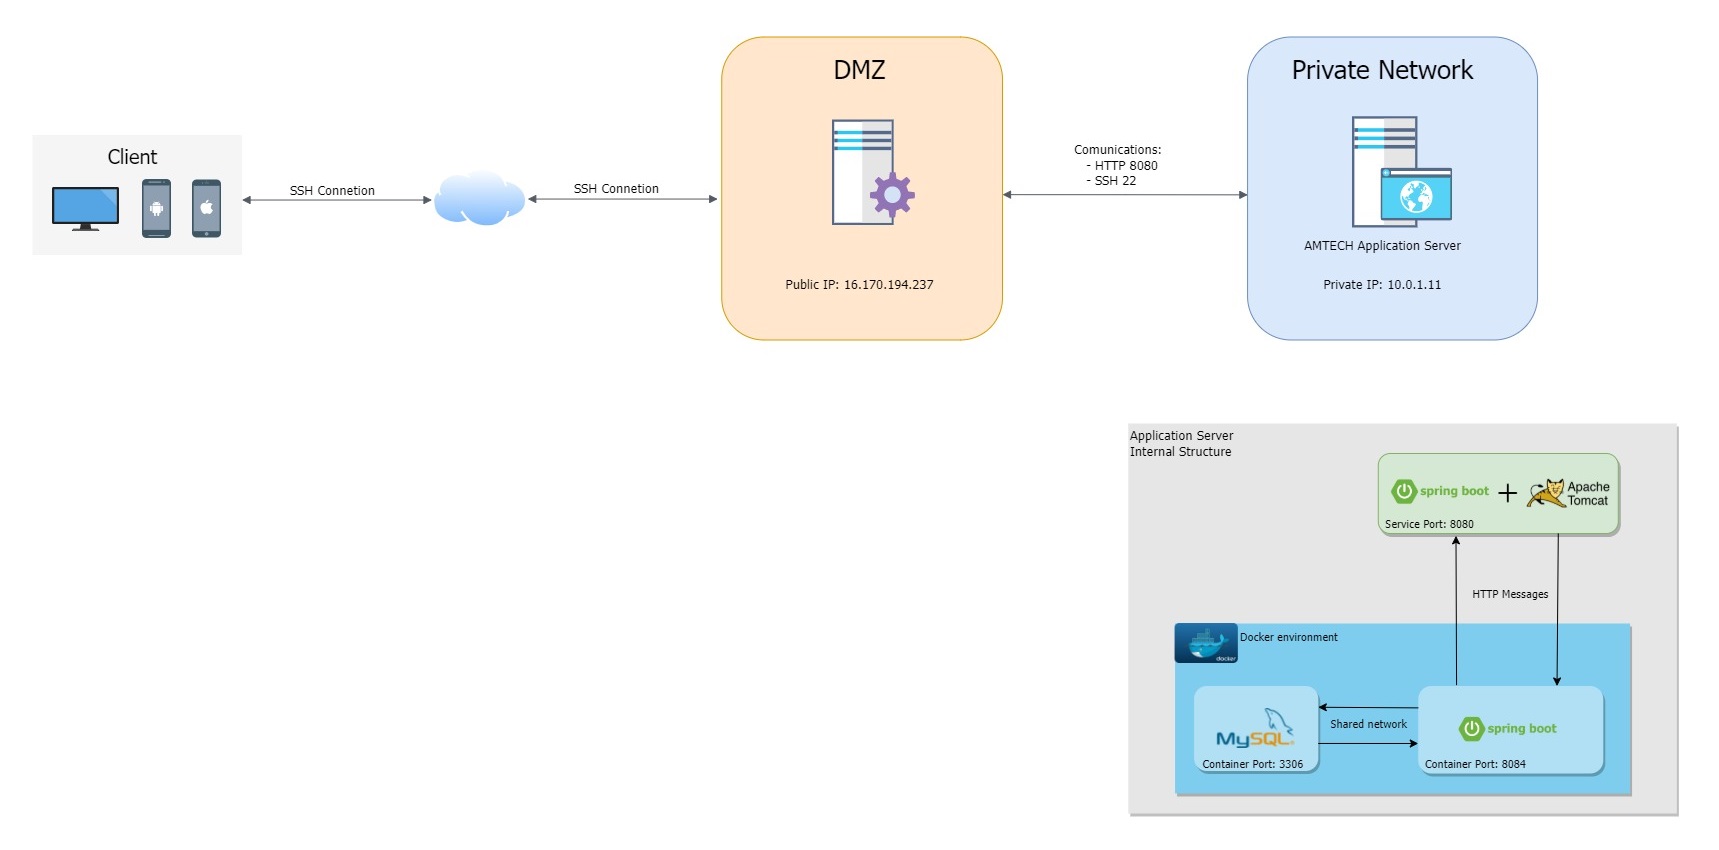 Client
SSH Connetion
SSH Connetion
DMZ
Public IP: 16.170.194.237
Comunications:
- HTTP 8080
- SSH 22
Private Network
AMTECH Application Server
Private IP: 10.0.1.11
Application Server
Internal Structure
spring boot + Apache Tomcat
Service Port: 8080
HTTP Messages
docker
Docker environment
MySQL
Container Port: 3306
Shared network
spring boot
Container Port: 8084